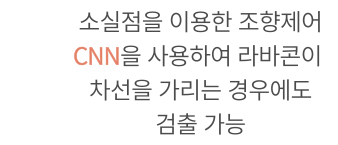 소실점을 이용한 조향제어
CNN을 사용하여 라바콘이
차선을 가리는 경우에도
검출 가능